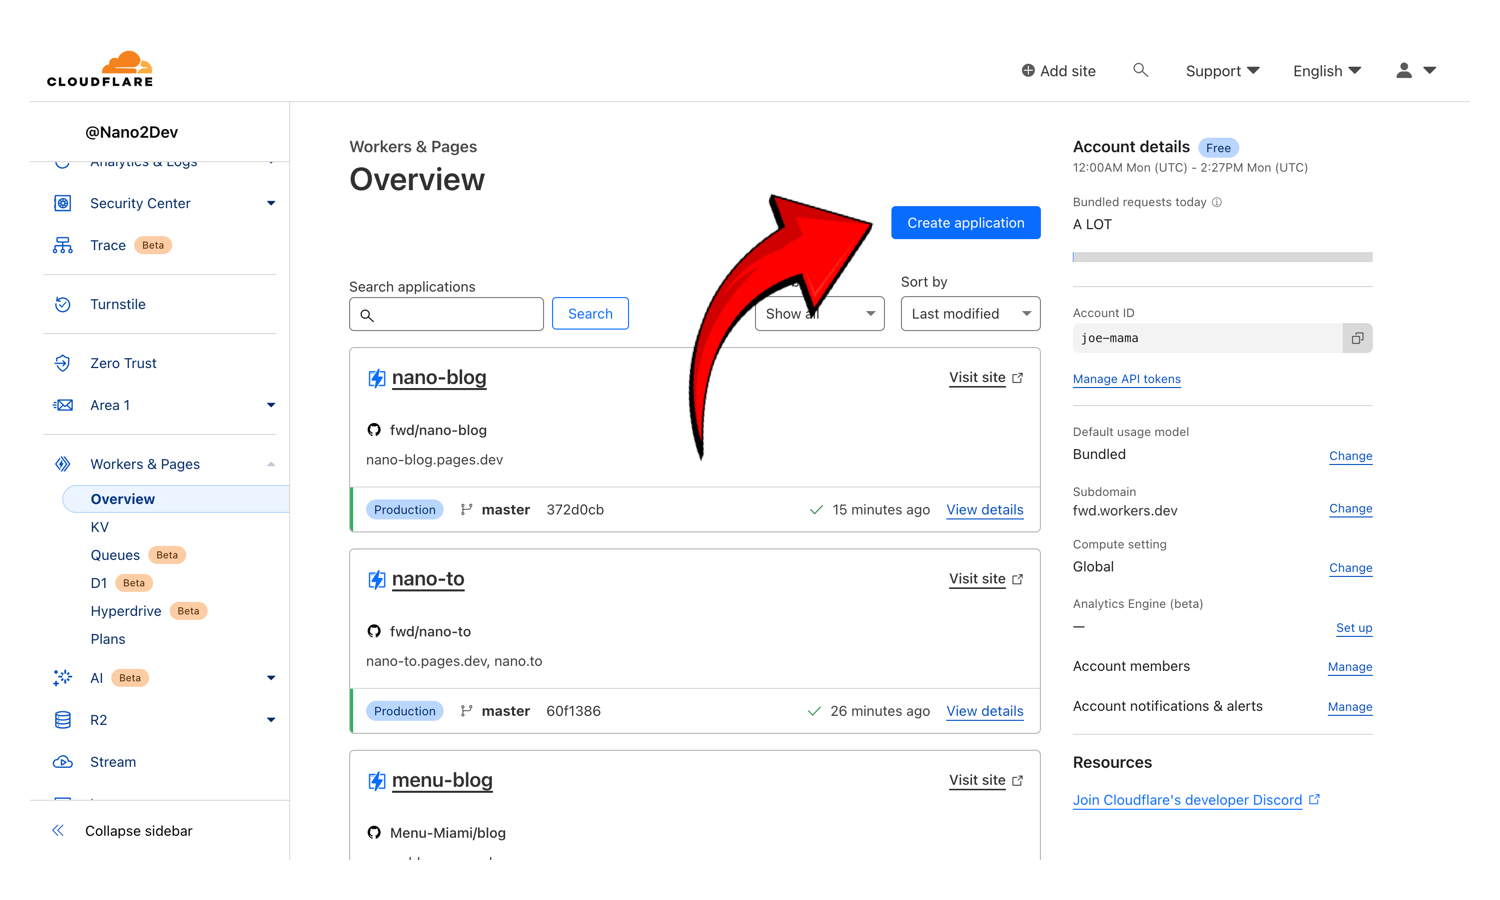 CLOUDFLARE
Add site
Support
English
@Nano2Dev
Analytics & Logs
Security Center
Trace Beta
Turnstile
Zero Trust
Area 1
Workers & Pages
Overview
KV
Queues Beta
D1 Beta
Hyperdrive Beta
Plans
AI Beta
R2
Stream
Collapse sidebar
Workers & Pages
Overview
Create application
Search applications
Search
Show all
Sort by
Last modified
nano-blog
Visit site
fwd/nano-blog
nano-blog.pages.dev
Production master 372d0cb 15 minutes ago View details
nano-to
Visit site
fwd/nano-to
nano-to.pages.dev, nano.to
Production master 60f1386 26 minutes ago View details
menu-blog
Visit site
Menu-Miami/blog
Account details Free
12:00AM Mon (UTC) - 2:27PM Mon (UTC)
Bundled requests today
A LOT
Account ID
joe-mama
Manage API tokens
Default usage model
Bundled Change
Subdomain
fwd.workers.dev Change
Compute setting
Global Change
Analytics Engine (beta)
— Set up
Account members Manage
Account notifications & alerts Manage
Resources
Join Cloudflare's developer Discord